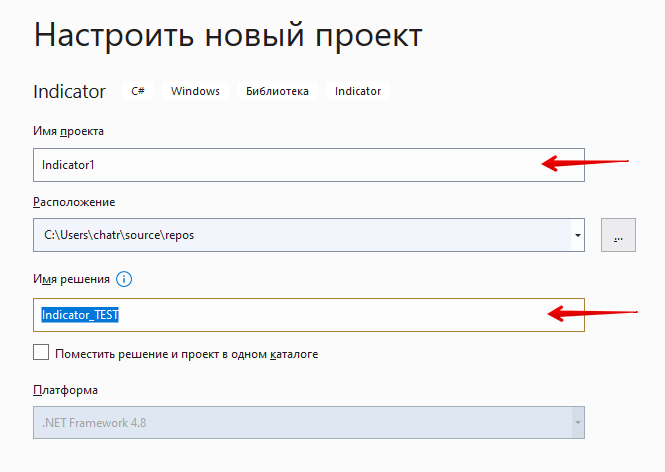 Настроить новый проект
Indicator C# Windows Библиотека Indicator
Имя проекта
Indicator1
Расположение
C:\Users\chatr\source\repos
...
Имя решения
Indicator_TEST
Поместить решение и проект в одном каталоге
Платформа
.NET Framework 4.8